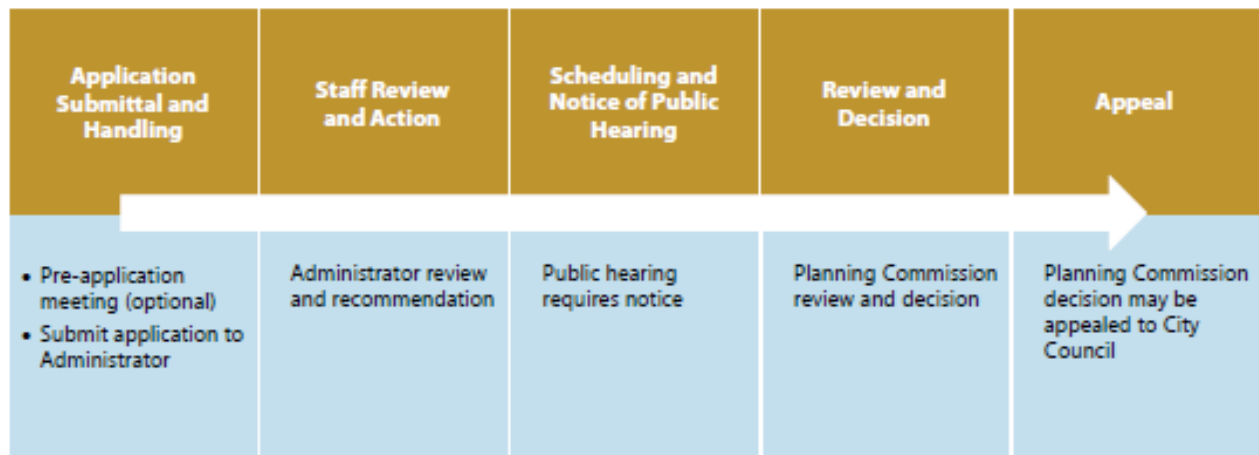 Application
Submittal and
Handling
Staff Review
and Action
Scheduling and
Notice of Public
Hearing
Review and
Decision
Appeal
• Pre-application
meeting (optional)
• Submit application to
Administrator
Administrator review
and recommendation
Public hearing
requires notice
Planning Commission
review and decision
Planning Commission
decision may be
appealed to City
Council